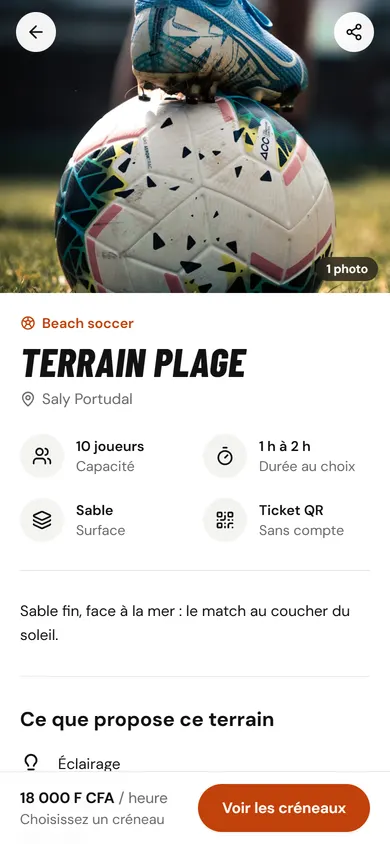 ACC
1 photo
Beach soccer
TERRAIN PLAGE
Saly Portudal
10 joueurs
Capacité
1 h à 2 h
Durée au choix
Sable
Surface
Ticket QR
Sans compte
Sable fin, face à la mer : le match au coucher du
soleil.
Ce que propose ce terrain
Éclairage
18 000 F CFA / heure
Choisissez un créneau
Voir les créneaux